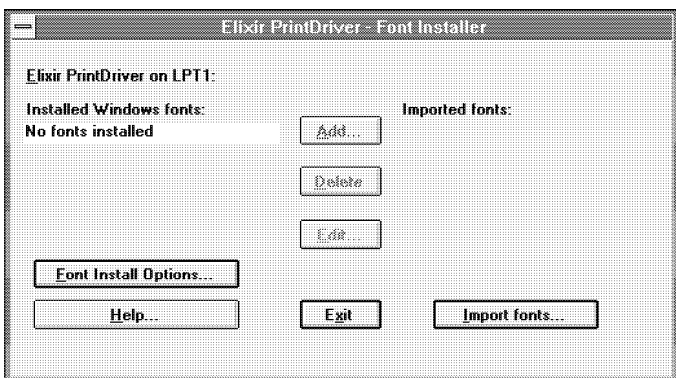 Elixir PrintDriver - Font Installer
Elixir PrintDriver on LPT1:
Installed Windows fonts:
Imported fonts:
No fonts installed
Add...
Delete
Edit...
Font Install Options...
Help...
Exit
Import fonts...